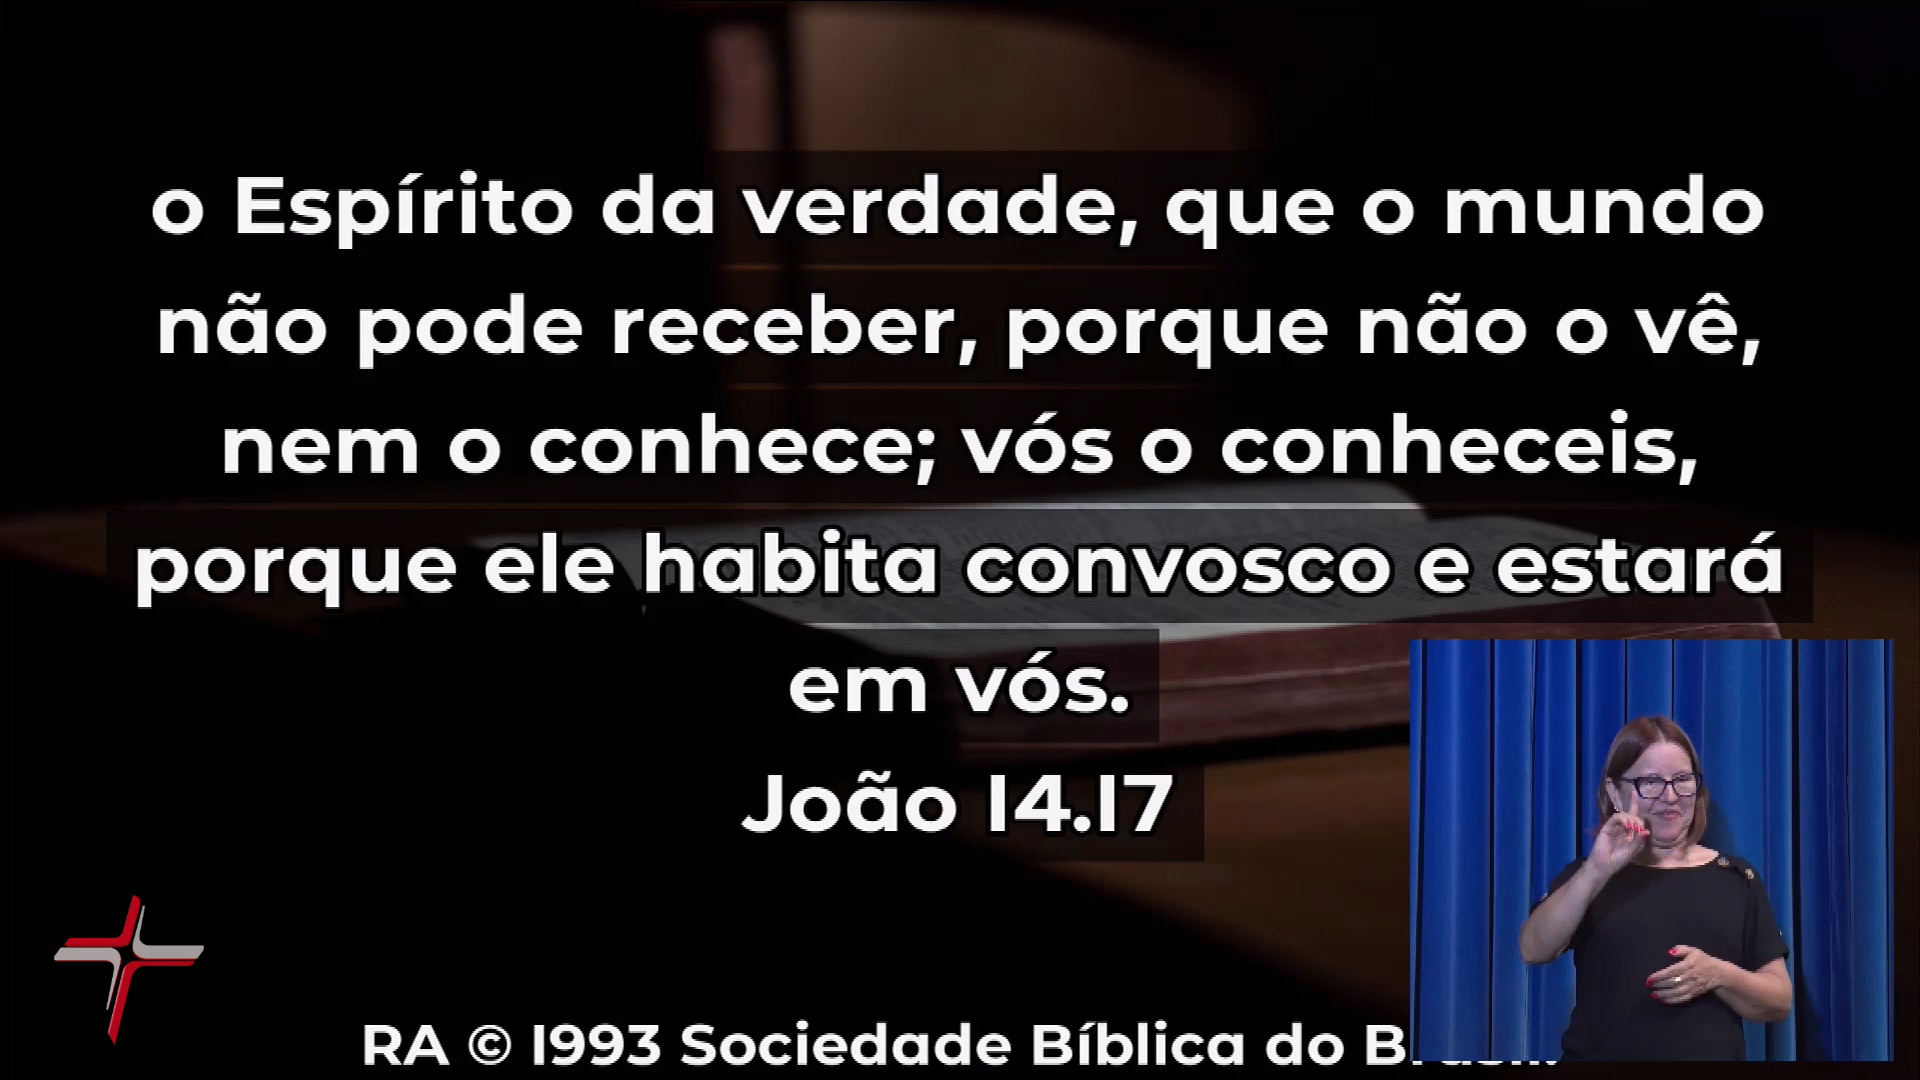 o Espírito da verdade, que o mundo
não pode receber, porque não o vê,
nem o conhece; vós o conheceis,
porque ele habita convosco e estará
em vós.
João 14.17
RA © 1993 Sociedade Bíblica do